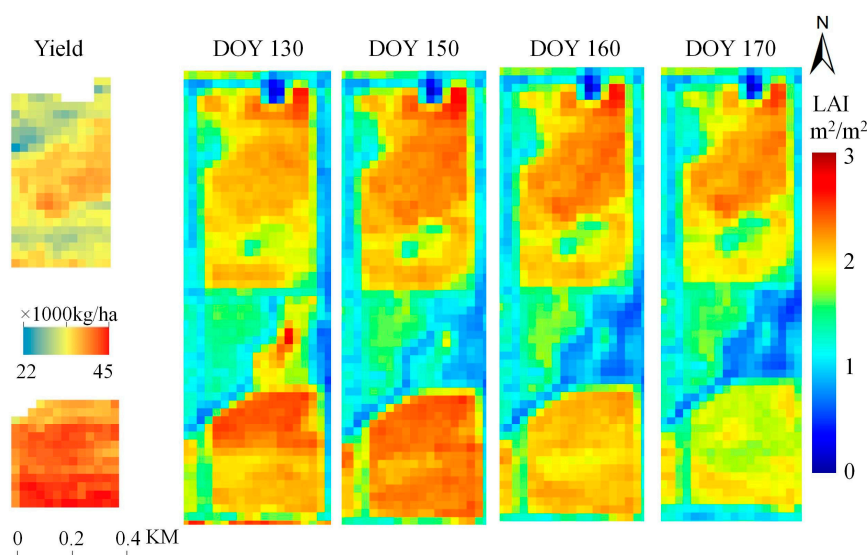 Yield
DOY 130
DOY 150
DOY 160
DOY 170
N
LAI
m²/m²
3
2
1
0
×1000kg/ha
22
45
0
0.2
0.4 KM